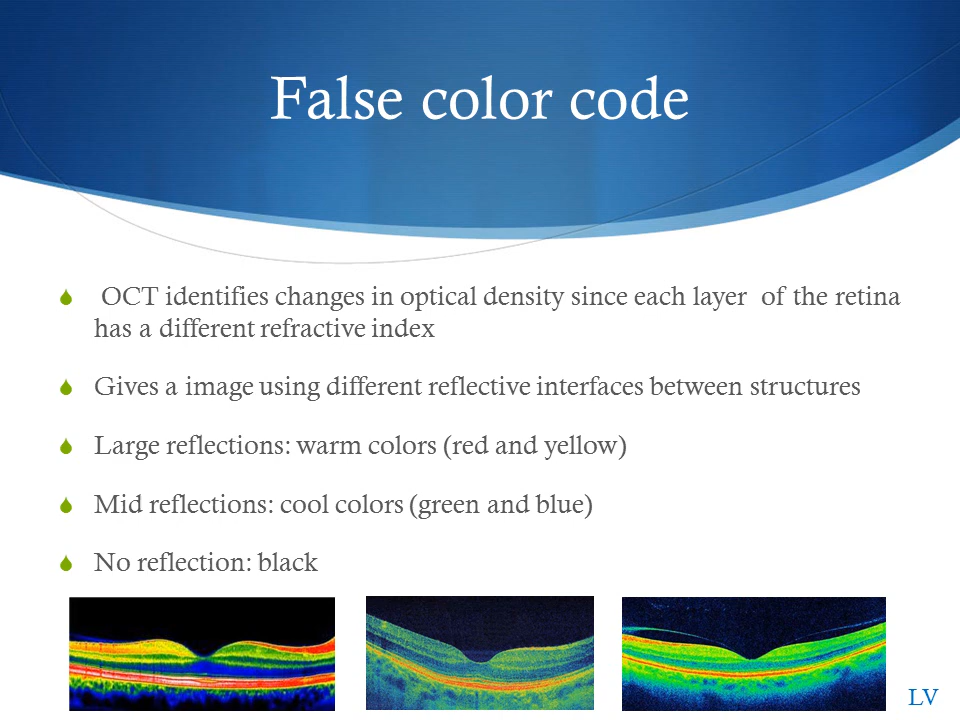 False color code
OCT identifies changes in optical density since each layer of the retina
has a different refractive index
Gives a image using different reflective interfaces between structures
Large reflections: warm colors (red and yellow)
Mid reflections: cool colors (green and blue)
No reflection: black
LV